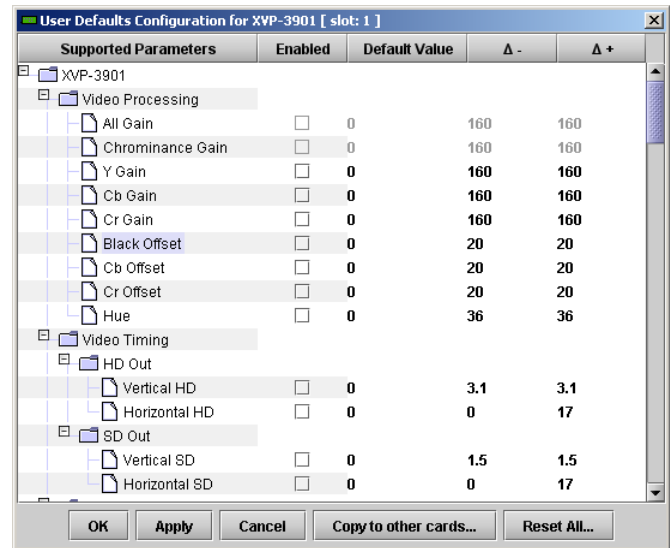 User Defaults Configuration for XVP-3901 [ slot: 1 ]
Supported Parameters Enabled Default Value Δ - Δ +
XVP-3901
Video Processing
All Gain 0 160 160
Chrominance Gain 0 160 160
Y Gain 0 160 160
Cb Gain 0 160 160
Cr Gain 0 160 160
Black Offset 0 20 20
Cb Offset 0 20 20
Cr Offset 0 20 20
Hue 0 36 36
Video Timing
HD Out
Vertical HD 0 3.1 3.1
Horizontal HD 0 0 17
SD Out
Vertical SD 0 1.5 1.5
Horizontal SD 0 0 17
OK Apply Cancel Copy to other cards... Reset All...